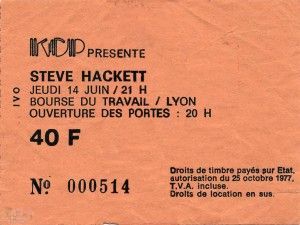 KCP PRESENTE
STEVE HACKETT
JEUDI 14 JUIN / 21 H
BOURSE DU TRAVAIL / LYON
OUVERTURE DES PORTES : 20 H
IVO
40 F
No 000514
Droits de timbre payés sur Etat,
autorisation du 25 octobre 1977,
T.V.A. incluse.
Droits de location en sus.